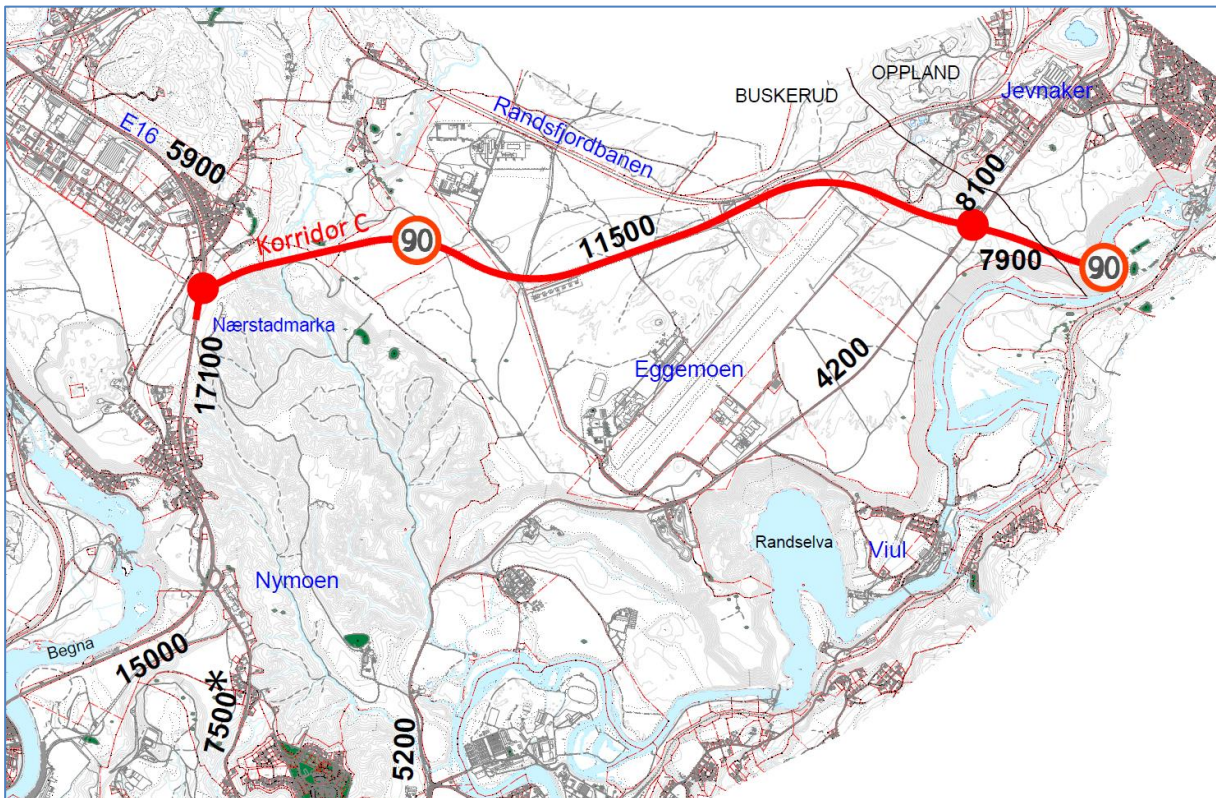 OPPLAND
BUSKERUD
Jevnaker
E16
5900
Randsfjordbanen
8100
Korridor C
90
11500
7900
90
Nærstadmarka
17100
Eggemoen
4200
Randselva
Viul
Nymoen
Begna
15000
7500*
5200